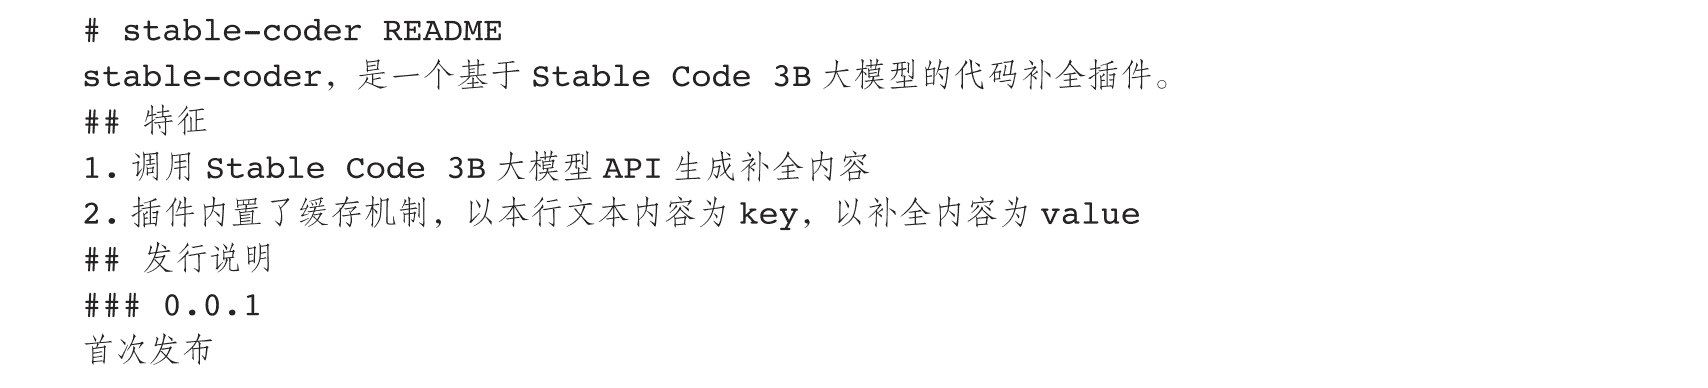 # stable-coder README
stable-coder，是一个基于 Stable Code 3B 大模型的代码补全插件。
## 特征
1. 调用 Stable Code 3B 大模型 API 生成补全内容
2. 插件内置了缓存机制，以本行文本内容为 key，以补全内容为 value
## 发行说明
### 0.0.1
首次发布